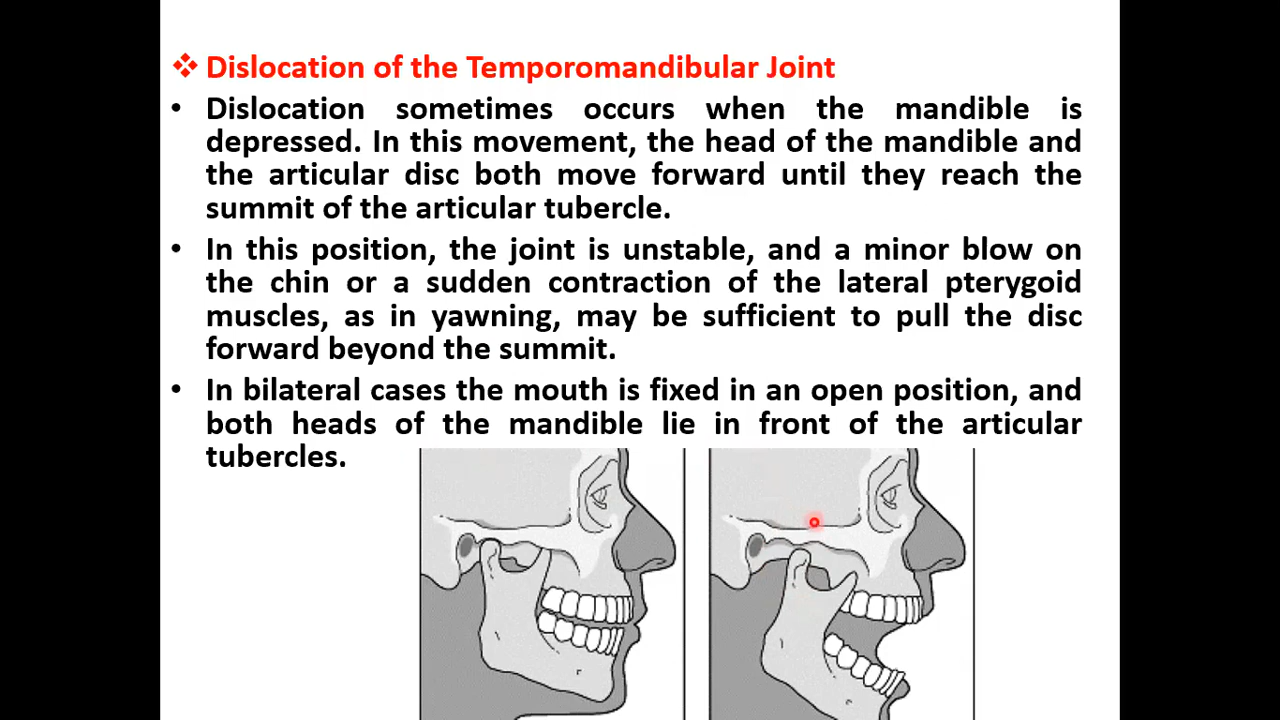 ❖ Dislocation of the Temporomandibular Joint
• Dislocation sometimes occurs when the mandible is
depressed. In this movement, the head of the mandible and
the articular disc both move forward until they reach the
summit of the articular tubercle.
• In this position, the joint is unstable, and a minor blow on
the chin or a sudden contraction of the lateral pterygoid
muscles, as in yawning, may be sufficient to pull the disc
forward beyond the summit.
• In bilateral cases the mouth is fixed in an open position, and
both heads of the mandible lie in front of the articular
tubercles.